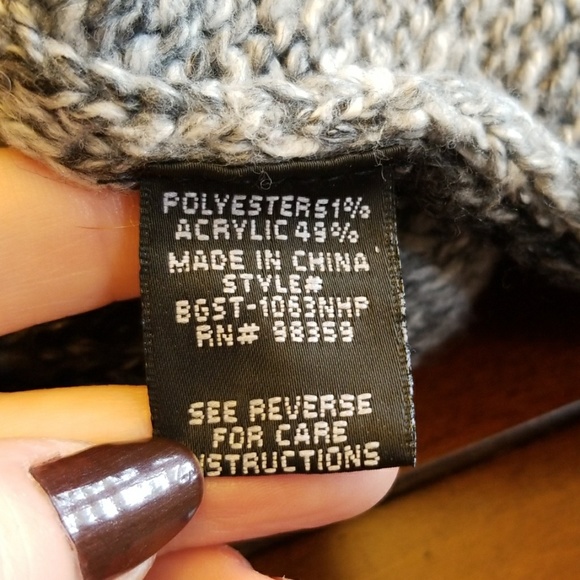 POLYESTER51%
ACRYLIC49%
MADE IN CHINA
STYLE#
BGST-1063NHP
RN# 98359
SEE REVERSE
FOR CARE
INSTRUCTIONS